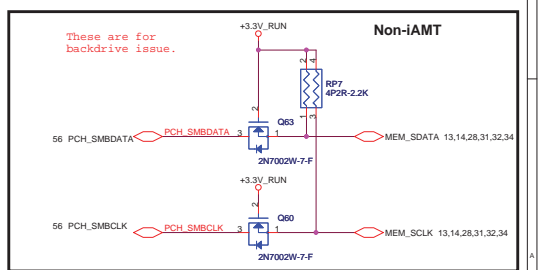 +3.3V_RUN
Non-iAMT
These are for
backdrive issue.
2
4
RP7
4P2R-2.2K
2
Q63
1
3
56 PCH_SMBDATA
PCH_SMBDATA
3
1
MEM_SDATA 13,14,28,31,32,34
2N7002W-7-F
+3.3V_RUN
2
Q60
56 PCH_SMBCLK
PCH_SMBCLK
3
1
MEM_SCLK 13,14,28,31,32,34
2N7002W-7-F
A